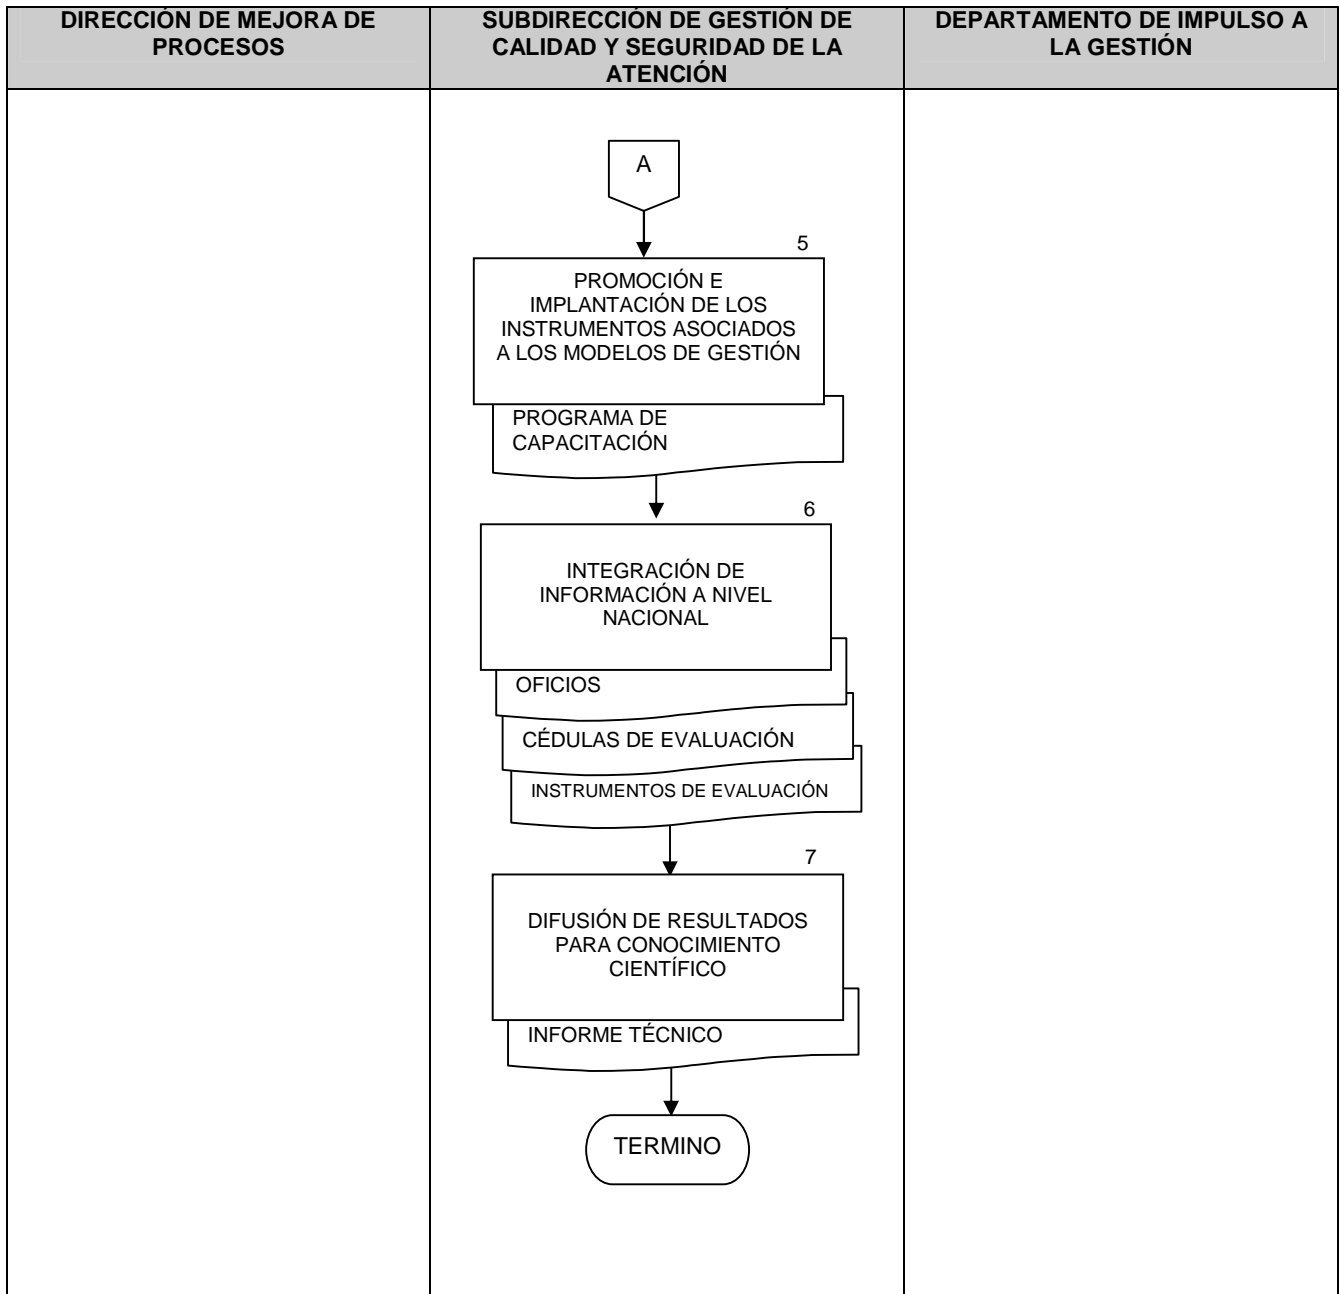 DIRECCIÓN DE MEJORA DE
PROCESOS
SUBDIRECCIÓN DE GESTIÓN DE
CALIDAD Y SEGURIDAD DE LA
ATENCIÓN
DEPARTAMENTO DE IMPULSO A
LA GESTIÓN
A
5
PROMOCIÓN E
IMPLANTACIÓN DE LOS
INSTRUMENTOS ASOCIADOS
A LOS MODELOS DE GESTIÓN
PROGRAMA DE
CAPACITACIÓN
6
INTEGRACIÓN DE
INFORMACIÓN A NIVEL
NACIONAL
OFICIOS
CÉDULAS DE EVALUACIÓN
INSTRUMENTOS DE EVALUACIÓN
7
DIFUSIÓN DE RESULTADOS
PARA CONOCIMIENTO
CIENTÍFICO
INFORME TÉCNICO
TERMINO